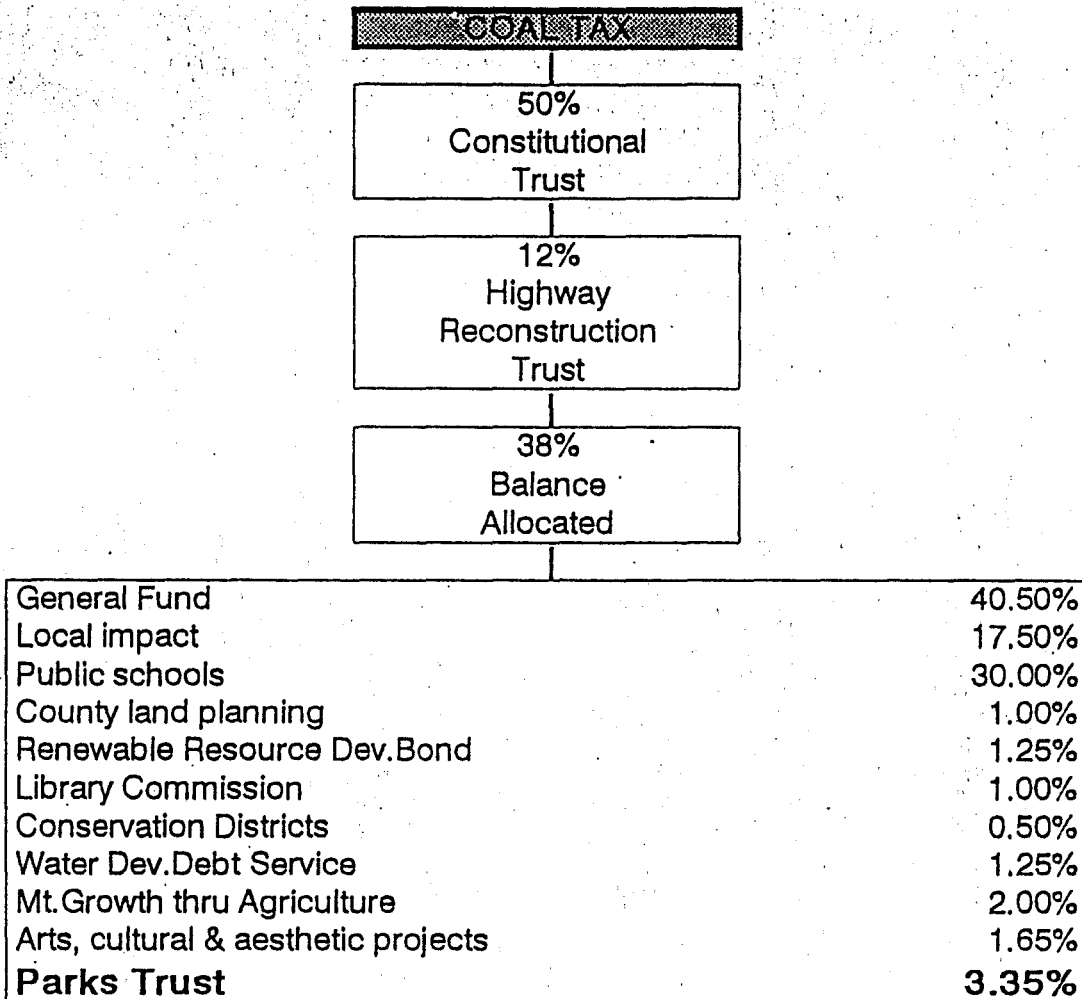 COAL TAX
50%
Constitutional
Trust
12%
Highway
Reconstruction
Trust
38%
Balance
Allocated
General Fund 40.50%
Local impact 17.50%
Public schools 30.00%
County land planning 1.00%
Renewable Resource Dev.Bond 1.25%
Library Commission 1.00%
Conservation Districts 0.50%
Water Dev.Debt Service 1.25%
Mt.Growth thru Agriculture 2.00%
Arts, cultural & aesthetic projects 1.65%
Parks Trust 3.35%